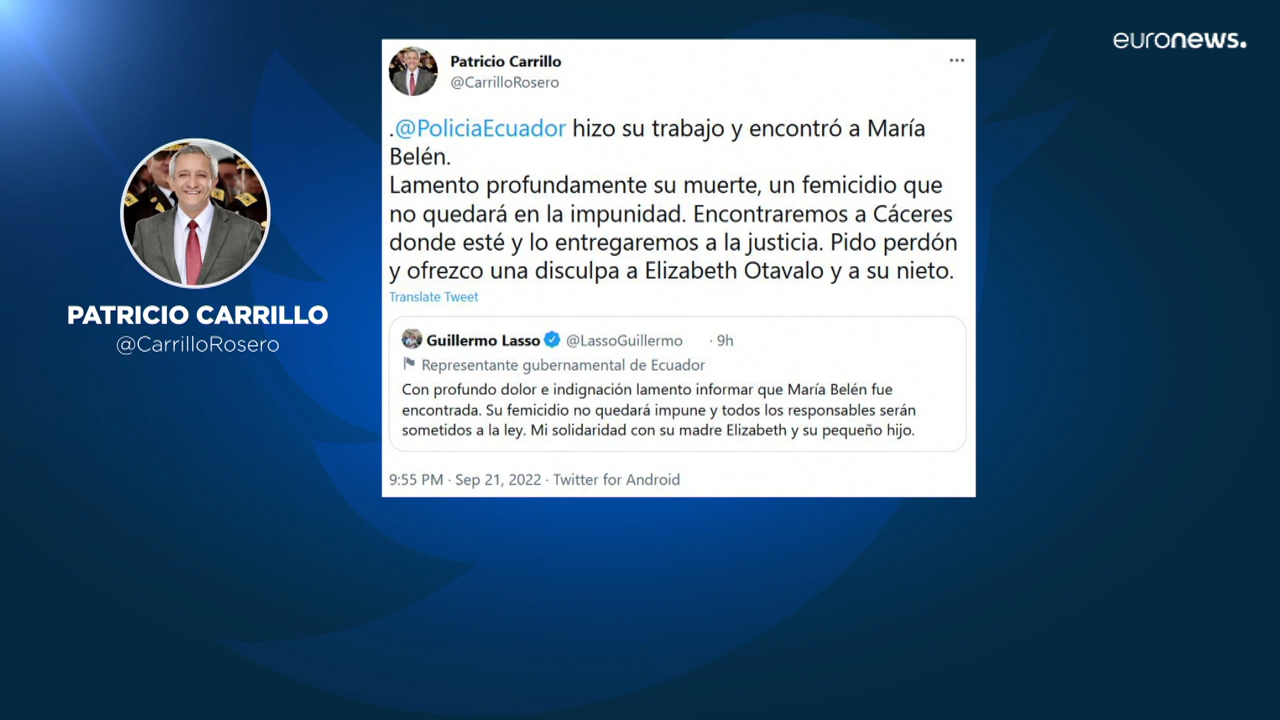 euronews.
Patricio Carrillo
@CarrilloRosero
.@PoliciaEcuador hizo su trabajo y encontró a María
Belén.
Lamento profundamente su muerte, un femicidio que
no quedará en la impunidad. Encontraremos a Cáceres
donde esté y lo entregaremos a la justicia. Pido perdón
y ofrezco una disculpa a Elizabeth Otavalo y a su nieto.
Translate Tweet
Guillermo Lasso @LassoGuillermo · 9h
Representante gubernamental de Ecuador
Con profundo dolor e indignación lamento informar que María Belén fue
encontrada. Su femicidio no quedará impune y todos los responsables serán
sometidos a la ley. Mi solidaridad con su madre Elizabeth y su pequeño hijo.
9:55 PM · Sep 21, 2022 · Twitter for Android
PATRICIO CARRILLO
@CarrilloRosero